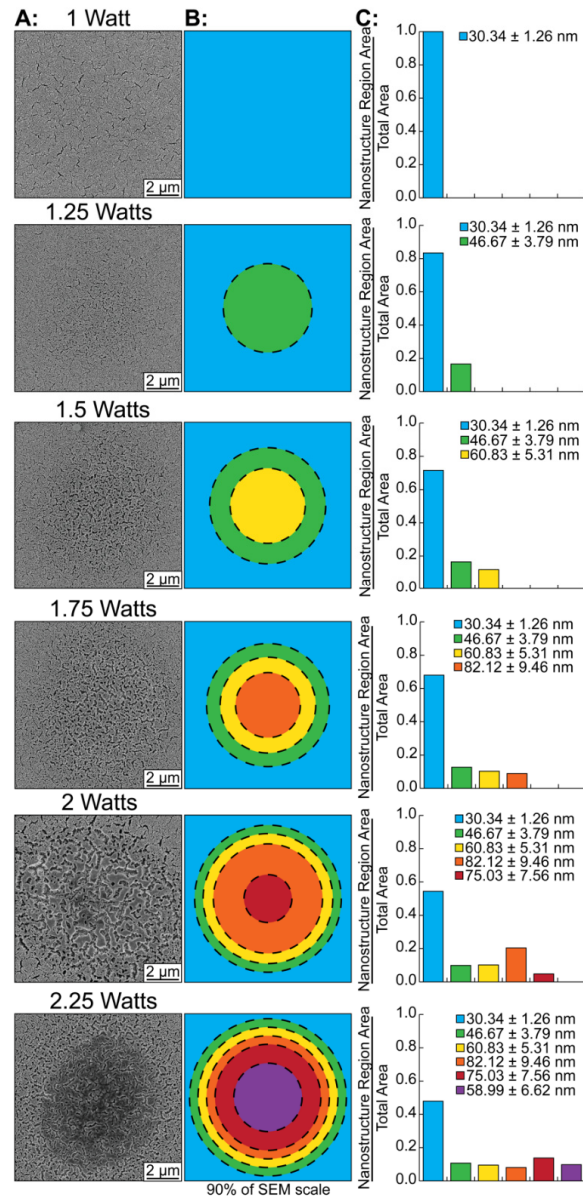 A: 1 Watt B: C:
2 µm
Nanostructure Region Area
Total Area
1.0
0.8
0.6
0.4
0.2
0.0
30.34 ± 1.26 nm
1.25 Watts
2 µm
Nanostructure Region Area
Total Area
1.0
0.8
0.6
0.4
0.2
0.0
30.34 ± 1.26 nm
46.67 ± 3.79 nm
1.5 Watts
2 µm
Nanostructure Region Area
Total Area
1.0
0.8
0.6
0.4
0.2
0.0
30.34 ± 1.26 nm
46.67 ± 3.79 nm
60.83 ± 5.31 nm
1.75 Watts
2 µm
Nanostructure Region Area
Total Area
1.0
0.8
0.6
0.4
0.2
0.0
30.34 ± 1.26 nm
46.67 ± 3.79 nm
60.83 ± 5.31 nm
82.12 ± 9.46 nm
2 Watts
2 µm
Nanostructure Region Area
Total Area
1.0
0.8
0.6
0.4
0.2
0.0
30.34 ± 1.26 nm
46.67 ± 3.79 nm
60.83 ± 5.31 nm
82.12 ± 9.46 nm
75.03 ± 7.56 nm
2.25 Watts
2 µm
90% of SEM scale
Nanostructure Region Area
Total Area
1.0
0.8
0.6
0.4
0.2
0.0
30.34 ± 1.26 nm
46.67 ± 3.79 nm
60.83 ± 5.31 nm
82.12 ± 9.46 nm
75.03 ± 7.56 nm
58.99 ± 6.62 nm